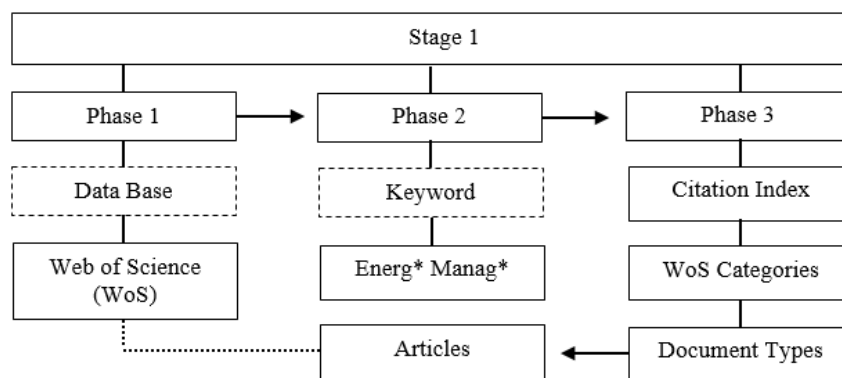 Stage 1
Phase 1
Phase 2
Phase 3
Data Base
Keyword
Citation Index
Web of Science
(WoS)
Energ* Manag*
WoS Categories
Articles
Document Types